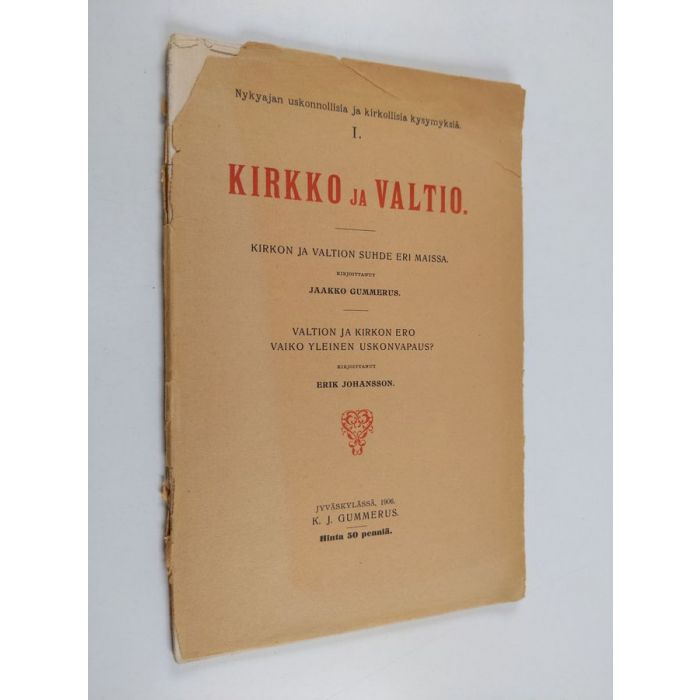 Nykyajan uskonnollisia ja kirkollisia kysymyksiä.
I.
KIRKKO JA VALTIO.
KIRKON JA VALTION SUHDE ERI MAISSA.
KIRJOITTANUT
JAAKKO GUMMERUS.
VALTION JA KIRKON ERO
VAIKO YLEINEN USKONVAPAUS?
KIRJOITTANUT
ERIK JOHANSSON.
JYVÄSKYLÄSSÄ, 1906.
K. J. GUMMERUS.
Hinta 50 penniä.